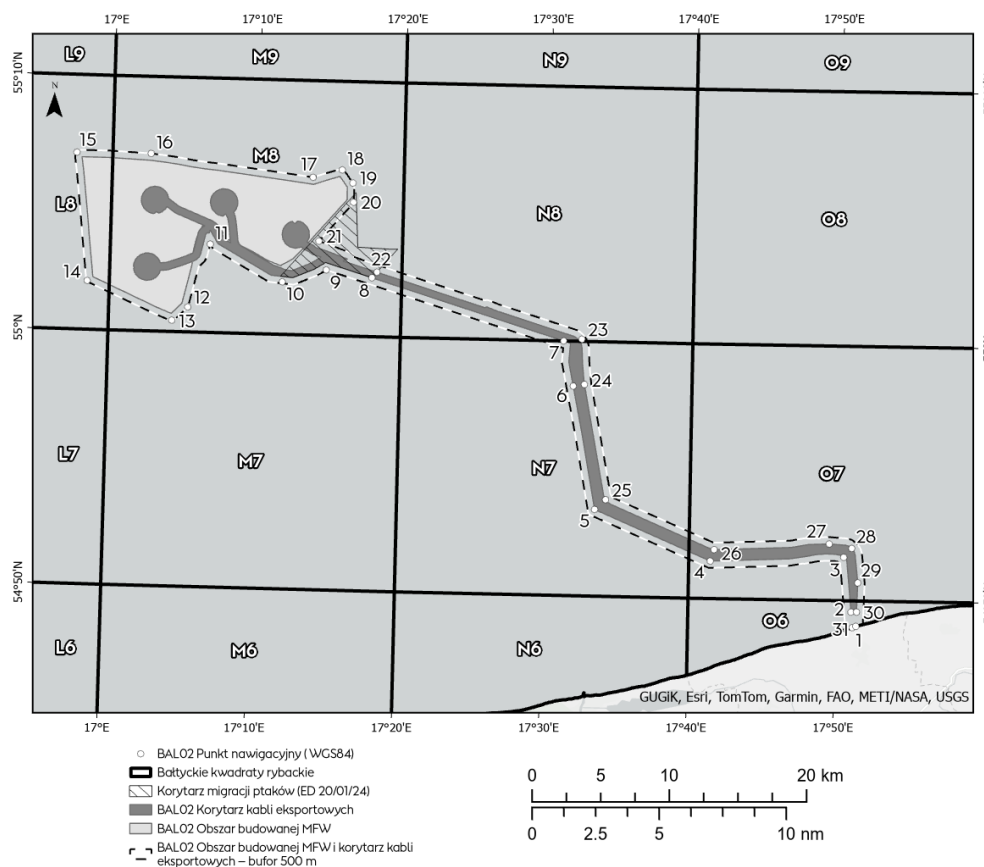 17°E 17°10'E 17°20'E 17°30'E 17°40'E 17°50'E
L9 M9 N9 O9
55°10'N
N
15 16 M8 17 18
19
L8 20 N8 O8
11 21
14 22
12 10 9 8
13
55°N
23
7
6 24
L7 M7 N7 O7
25
5
27 28
26
4 3
29
54°50'N
2 30
O6
L6 M6 N6 31 1
GUGiK, Esri, TomTom, Garmin, FAO, METI/NASA, USGS
17°E 17°10'E 17°20'E 17°30'E 17°40'E 17°50'E
BAL02 Punkt nawigacyjny (WGS84)
Bałtyckie kwadraty rybackie
Korytarz migracji ptaków (ED 20/01/24)
BAL02 Korytarz kabli eksportowych
BAL02 Obszar budowanej MFW
BAL02 Obszar budowanej MFW i korytarz kabli
eksportowych – bufor 500 m
0 5 10 20 km
0 2.5 5 10 nm